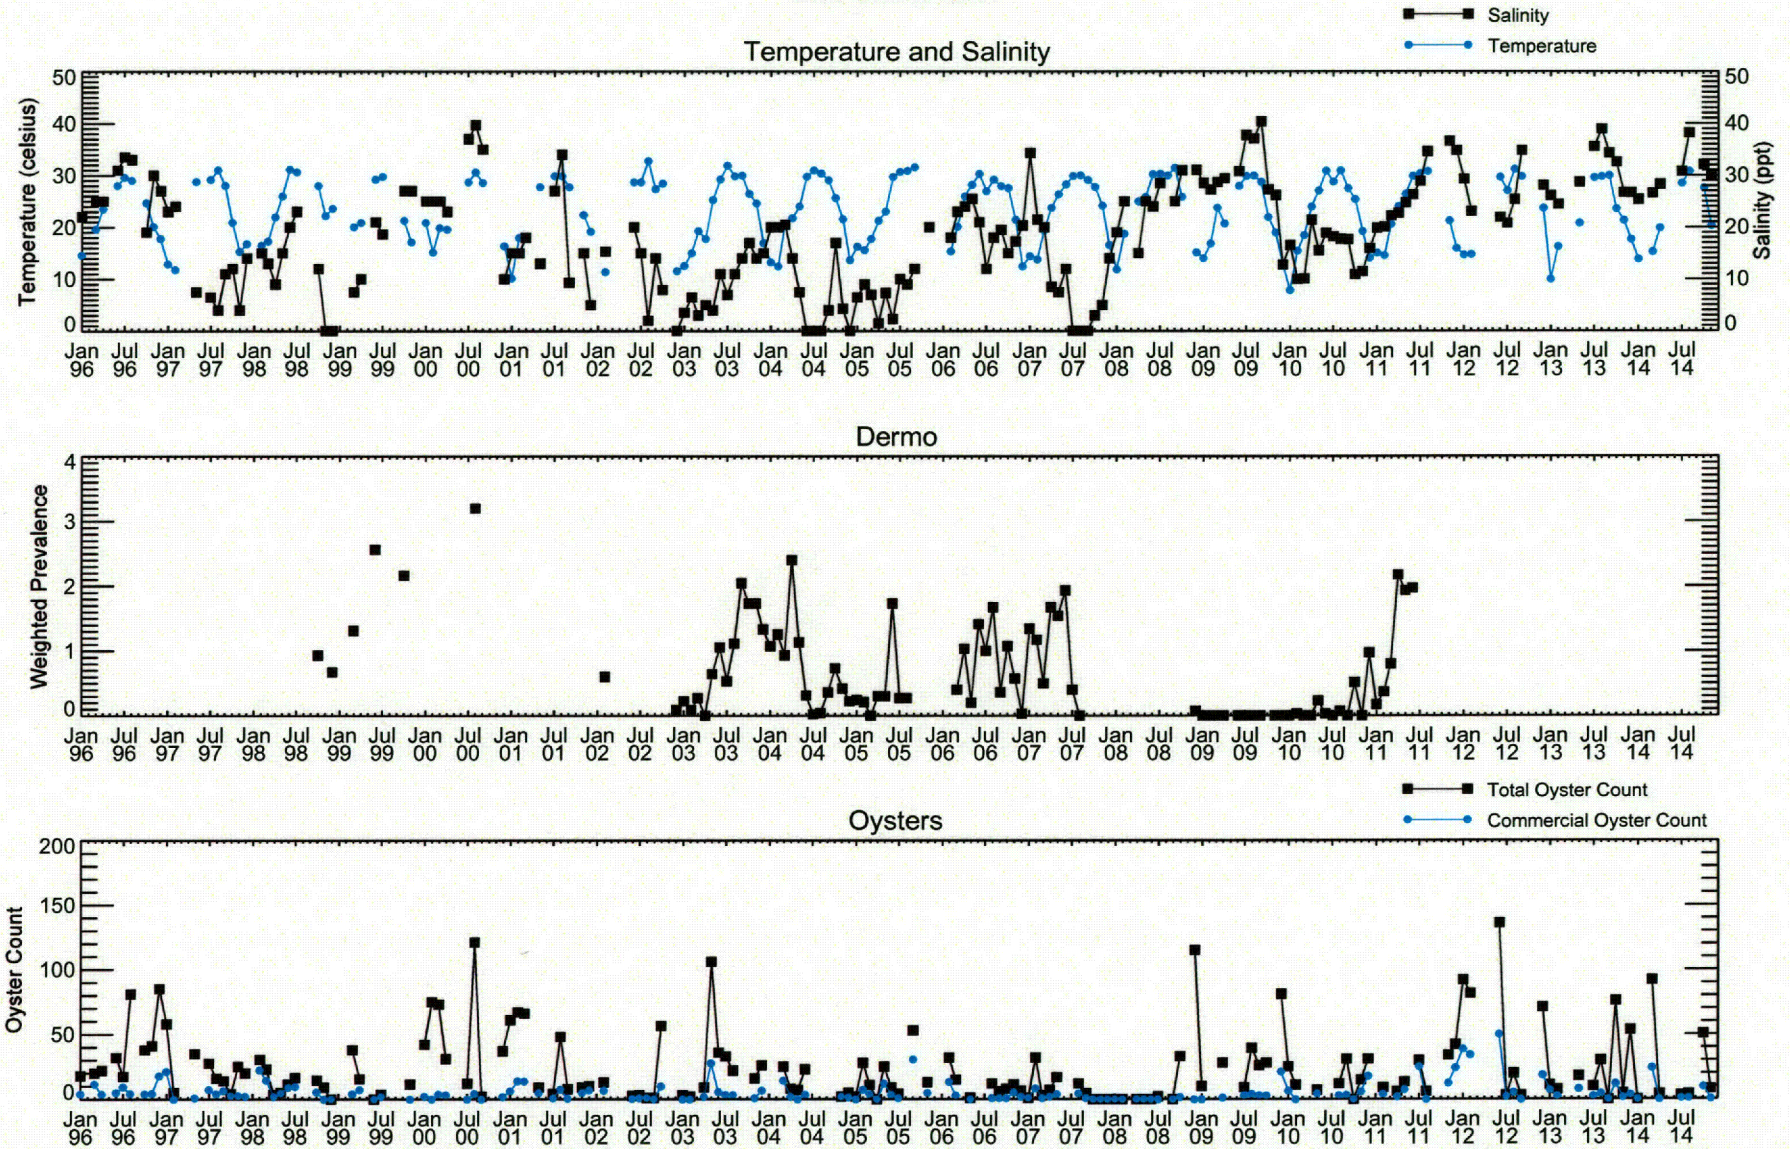 Salinity
Temperature
Temperature and Salinity
50 40 30 20 10 0
Temperature (celsius)
50 40 30 20 10 0
Salinity (ppt)
Jan Jul Jan Jul Jan Jul Jan Jul Jan Jul Jan Jul Jan Jul Jan Jul Jan Jul Jan Jul Jan Jul Jan Jul Jan Jul Jan Jul Jan Jul Jan Jul Jan Jul Jan Jul Jan Jul
96 96 97 97 98 98 99 99 00 00 01 01 02 02 03 03 04 04 05 05 06 06 07 07 08 08 09 09 10 10 11 11 12 12 13 13 14 14
Dermo
4 3 2 1 0
Weighted Prevalence
Jan Jul Jan Jul Jan Jul Jan Jul Jan Jul Jan Jul Jan Jul Jan Jul Jan Jul Jan Jul Jan Jul Jan Jul Jan Jul Jan Jul Jan Jul Jan Jul Jan Jul Jan Jul Jan Jul
96 96 97 97 98 98 99 99 00 00 01 01 02 02 03 03 04 04 05 05 06 06 07 07 08 08 09 09 10 10 11 11 12 12 13 13 14 14
Total Oyster Count
Commercial Oyster Count
Oysters
200 150 100 50 0
Oyster Count
Jan Jul Jan Jul Jan Jul Jan Jul Jan Jul Jan Jul Jan Jul Jan Jul Jan Jul Jan Jul Jan Jul Jan Jul Jan Jul Jan Jul Jan Jul Jan Jul Jan Jul Jan Jul Jan Jul
96 96 97 97 98 98 99 99 00 00 01 01 02 02 03 03 04 04 05 05 06 06 07 07 08 08 09 09 10 10 11 11 12 12 13 13 14 14